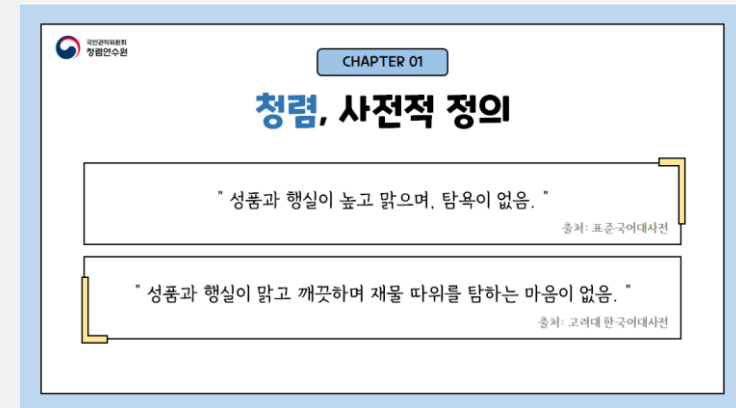 국민권익위원회
청렴연수원
CHAPTER 01
청렴, 사전적 정의
" 성품과 행실이 높고 맑으며, 탐욕이 없음. "
출처: 표준국어대사전
" 성품과 행실이 맑고 깨끗하며 재물 따위를 탐하는 마음이 없음. "
출처: 고려대 한국어대사전